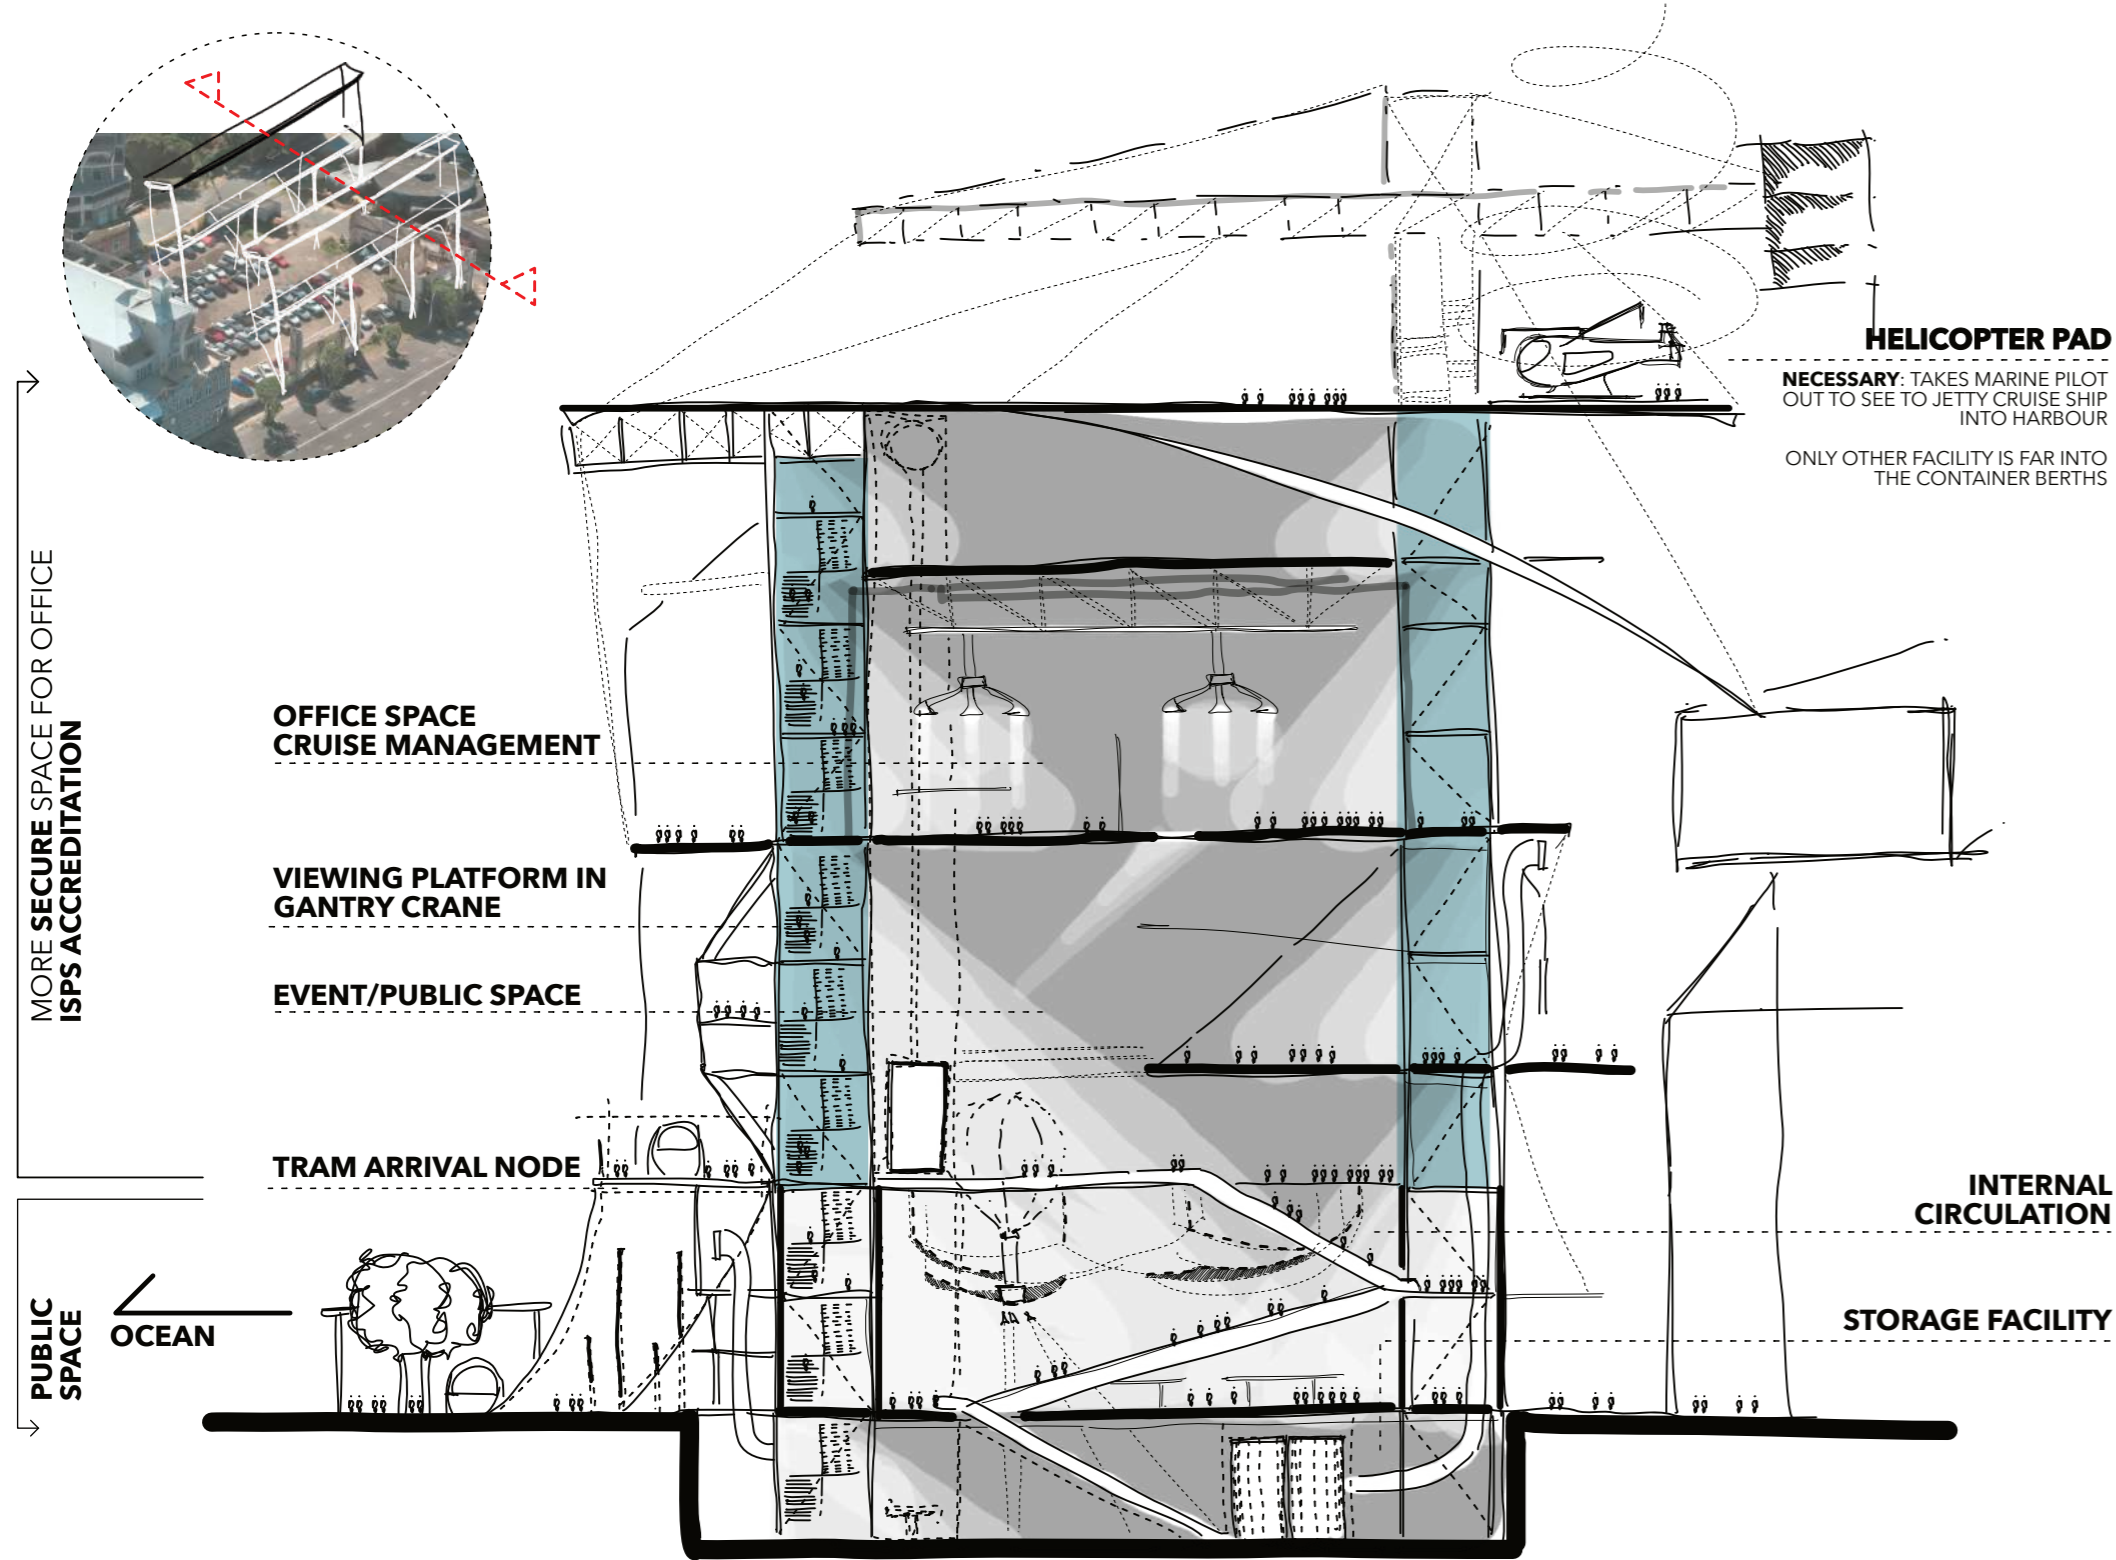 HELICOPTER PAD
NECESSARY: TAKES MARINE PILOT
OUT TO SEE TO JETTY CRUISE SHIP
INTO HARBOUR
ONLY OTHER FACILITY IS FAR INTO
THE CONTAINER BERTHS
MORE SECURE SPACE FOR OFFICE
ISPS ACCREDITATION
OFFICE SPACE
CRUISE MANAGEMENT
VIEWING PLATFORM IN
GANTRY CRANE
EVENT/PUBLIC SPACE
TRAM ARRIVAL NODE
INTERNAL
CIRCULATION
PUBLIC
SPACE
OCEAN
STORAGE FACILITY